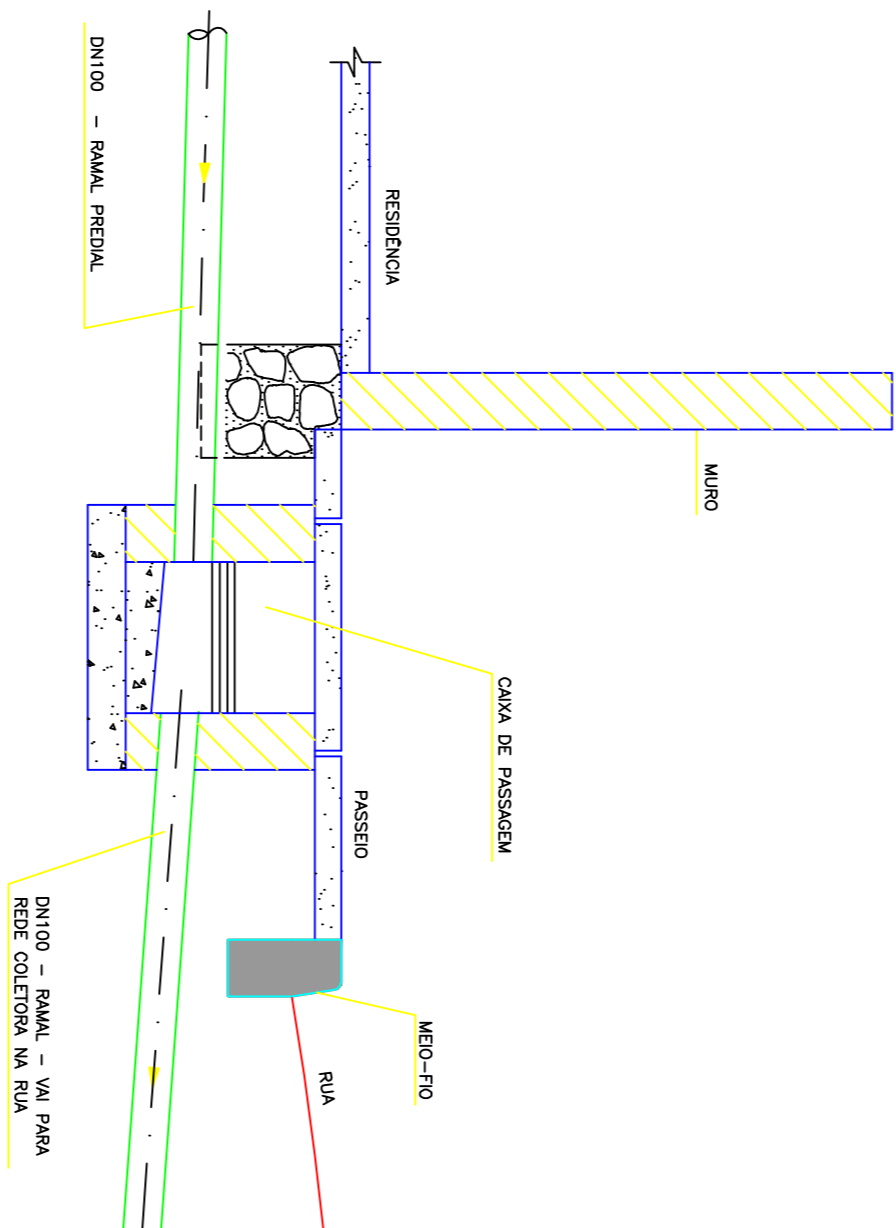 MURO
CAIXA DE PASSAGEM
MEIO-FIO
RESIDÊNCIA
PASSEIO
RUA
DN100 - RAMAL PREDIAL
DN100 - RAMAL - VAI PARA
REDE COLETORA NA RUA